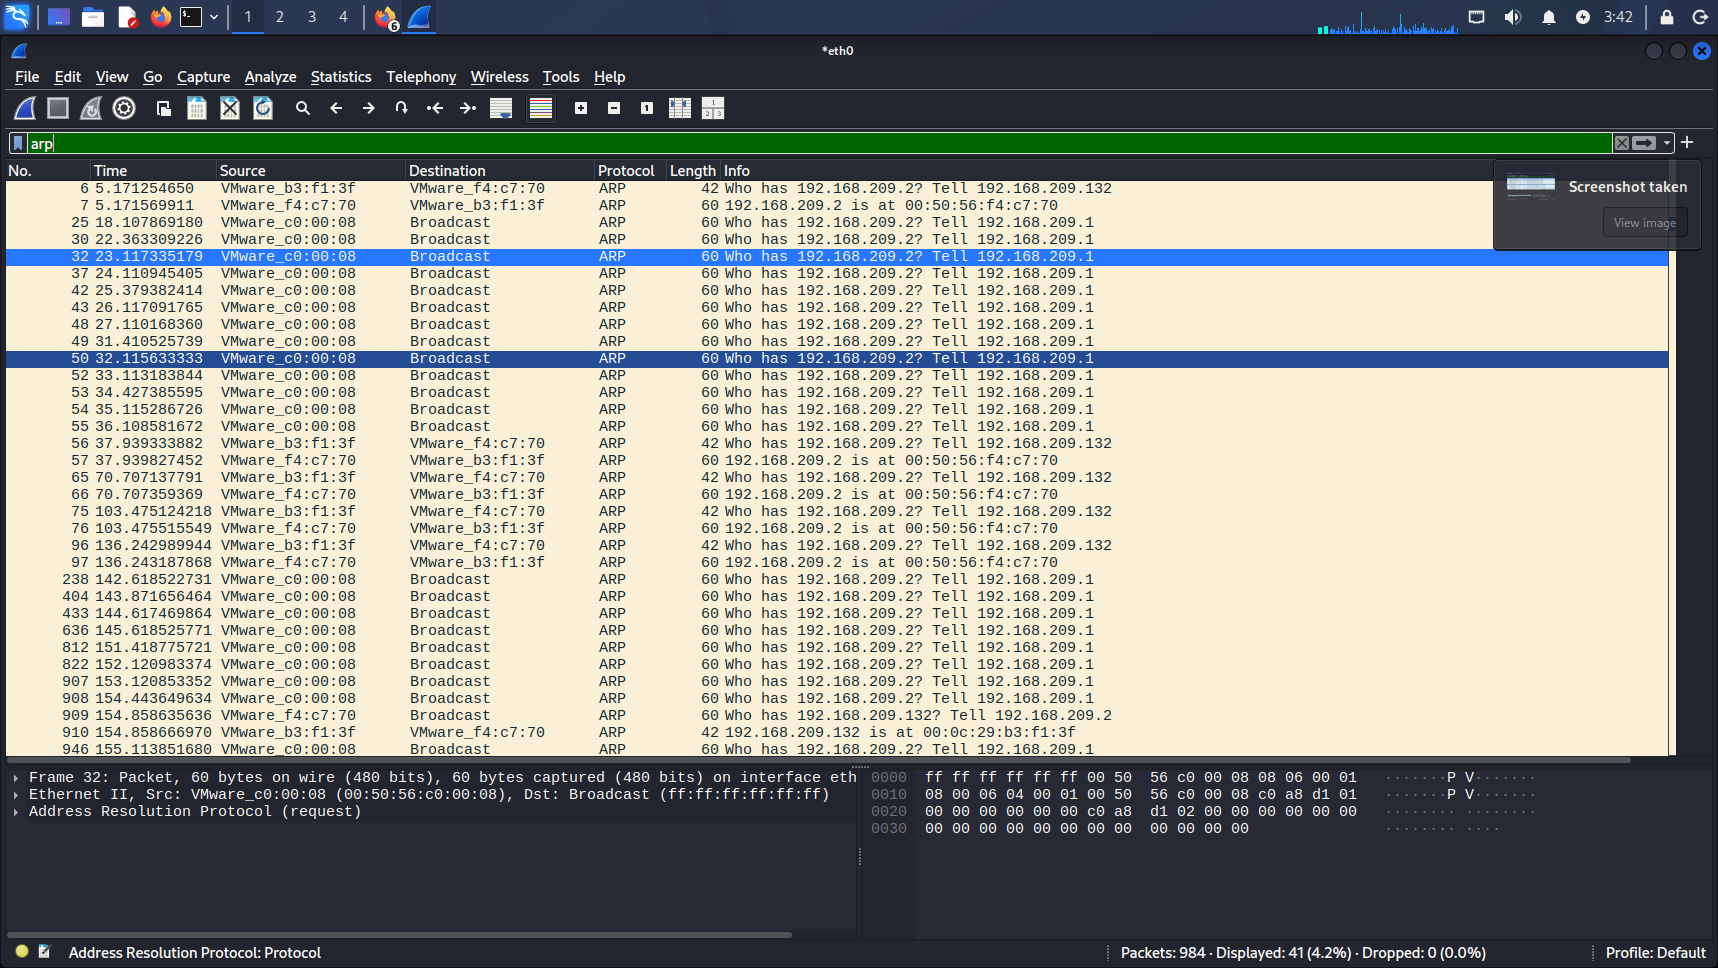 1 2 3 4 6 3:42
*eth0
File Edit View Go Capture Analyze Statistics Telephony Wireless Tools Help
arp
No. Time Source Destination Protocol Length Info
6 5.171254650 VMware_b3:f1:3f VMware_f4:c7:70 ARP 42 Who has 192.168.209.2? Tell 192.168.209.132
7 5.171569911 VMware_f4:c7:70 VMware_b3:f1:3f ARP 60 192.168.209.2 is at 00:50:56:f4:c7:70
25 18.107869180 VMware_c0:00:08 Broadcast ARP 60 Who has 192.168.209.2? Tell 192.168.209.1
30 22.363309226 VMware_c0:00:08 Broadcast ARP 60 Who has 192.168.209.2? Tell 192.168.209.1
32 23.117335179 VMware_c0:00:08 Broadcast ARP 60 Who has 192.168.209.2? Tell 192.168.209.1
37 24.110945405 VMware_c0:00:08 Broadcast ARP 60 Who has 192.168.209.2? Tell 192.168.209.1
42 25.379382414 VMware_c0:00:08 Broadcast ARP 60 Who has 192.168.209.2? Tell 192.168.209.1
43 26.117091765 VMware_c0:00:08 Broadcast ARP 60 Who has 192.168.209.2? Tell 192.168.209.1
48 27.110168360 VMware_c0:00:08 Broadcast ARP 60 Who has 192.168.209.2? Tell 192.168.209.1
49 31.410525739 VMware_c0:00:08 Broadcast ARP 60 Who has 192.168.209.2? Tell 192.168.209.1
50 32.115633333 VMware_c0:00:08 Broadcast ARP 60 Who has 192.168.209.2? Tell 192.168.209.1
52 33.113183844 VMware_c0:00:08 Broadcast ARP 60 Who has 192.168.209.2? Tell 192.168.209.1
53 34.427385595 VMware_c0:00:08 Broadcast ARP 60 Who has 192.168.209.2? Tell 192.168.209.1
54 35.115286726 VMware_c0:00:08 Broadcast ARP 60 Who has 192.168.209.2? Tell 192.168.209.1
55 36.108581672 VMware_c0:00:08 Broadcast ARP 60 Who has 192.168.209.2? Tell 192.168.209.1
56 37.939333882 VMware_b3:f1:3f VMware_f4:c7:70 ARP 42 Who has 192.168.209.2? Tell 192.168.209.132
57 37.939827452 VMware_f4:c7:70 VMware_b3:f1:3f ARP 60 192.168.209.2 is at 00:50:56:f4:c7:70
65 70.707137791 VMware_b3:f1:3f VMware_f4:c7:70 ARP 42 Who has 192.168.209.2? Tell 192.168.209.132
66 70.707359369 VMware_f4:c7:70 VMware_b3:f1:3f ARP 60 192.168.209.2 is at 00:50:56:f4:c7:70
75 103.475124218 VMware_b3:f1:3f VMware_f4:c7:70 ARP 42 Who has 192.168.209.2? Tell 192.168.209.132
76 103.475515549 VMware_f4:c7:70 VMware_b3:f1:3f ARP 60 192.168.209.2 is at 00:50:56:f4:c7:70
96 136.242989944 VMware_b3:f1:3f VMware_f4:c7:70 ARP 42 Who has 192.168.209.2? Tell 192.168.209.132
97 136.243187868 VMware_f4:c7:70 VMware_b3:f1:3f ARP 60 192.168.209.2 is at 00:50:56:f4:c7:70
238 142.618522731 VMware_c0:00:08 Broadcast ARP 60 Who has 192.168.209.2? Tell 192.168.209.1
404 143.871656464 VMware_c0:00:08 Broadcast ARP 60 Who has 192.168.209.2? Tell 192.168.209.1
433 144.617469864 VMware_c0:00:08 Broadcast ARP 60 Who has 192.168.209.2? Tell 192.168.209.1
636 145.618525771 VMware_c0:00:08 Broadcast ARP 60 Who has 192.168.209.2? Tell 192.168.209.1
812 151.418775721 VMware_c0:00:08 Broadcast ARP 60 Who has 192.168.209.2? Tell 192.168.209.1
822 152.120983374 VMware_c0:00:08 Broadcast ARP 60 Who has 192.168.209.2? Tell 192.168.209.1
907 153.120853352 VMware_c0:00:08 Broadcast ARP 60 Who has 192.168.209.2? Tell 192.168.209.1
908 154.443649634 VMware_c0:00:08 Broadcast ARP 60 Who has 192.168.209.2? Tell 192.168.209.1
909 154.858635636 VMware_f4:c7:70 Broadcast ARP 60 Who has 192.168.209.132? Tell 192.168.209.2
910 154.858666970 VMware_b3:f1:3f VMware_f4:c7:70 ARP 42 192.168.209.132 is at 00:0c:29:b3:f1:3f
946 155.113851680 VMware_c0:00:08 Broadcast ARP 60 Who has 192.168.209.2? Tell 192.168.209.1
Screenshot taken
View image
Frame 32: Packet, 60 bytes on wire (480 bits), 60 bytes captured (480 bits) on interface eth
Ethernet II, Src: VMware_c0:00:08 (00:50:56:c0:00:08), Dst: Broadcast (ff:ff:ff:ff:ff:ff)
Address Resolution Protocol (request)
0000 ff ff ff ff ff ff 00 50 56 c0 00 08 08 06 00 01 ·······P V·······
0010 08 00 06 04 00 01 00 50 56 c0 00 08 c0 a8 d1 01 ·······P V·······
0020 00 00 00 00 00 00 c0 a8 d1 02 00 00 00 00 00 00 ········ ········
0030 00 00 00 00 00 00 00 00 00 00 00 00 ········ ····
Address Resolution Protocol: Protocol
Packets: 984 · Displayed: 41 (4.2%) · Dropped: 0 (0.0%)
Profile: Default